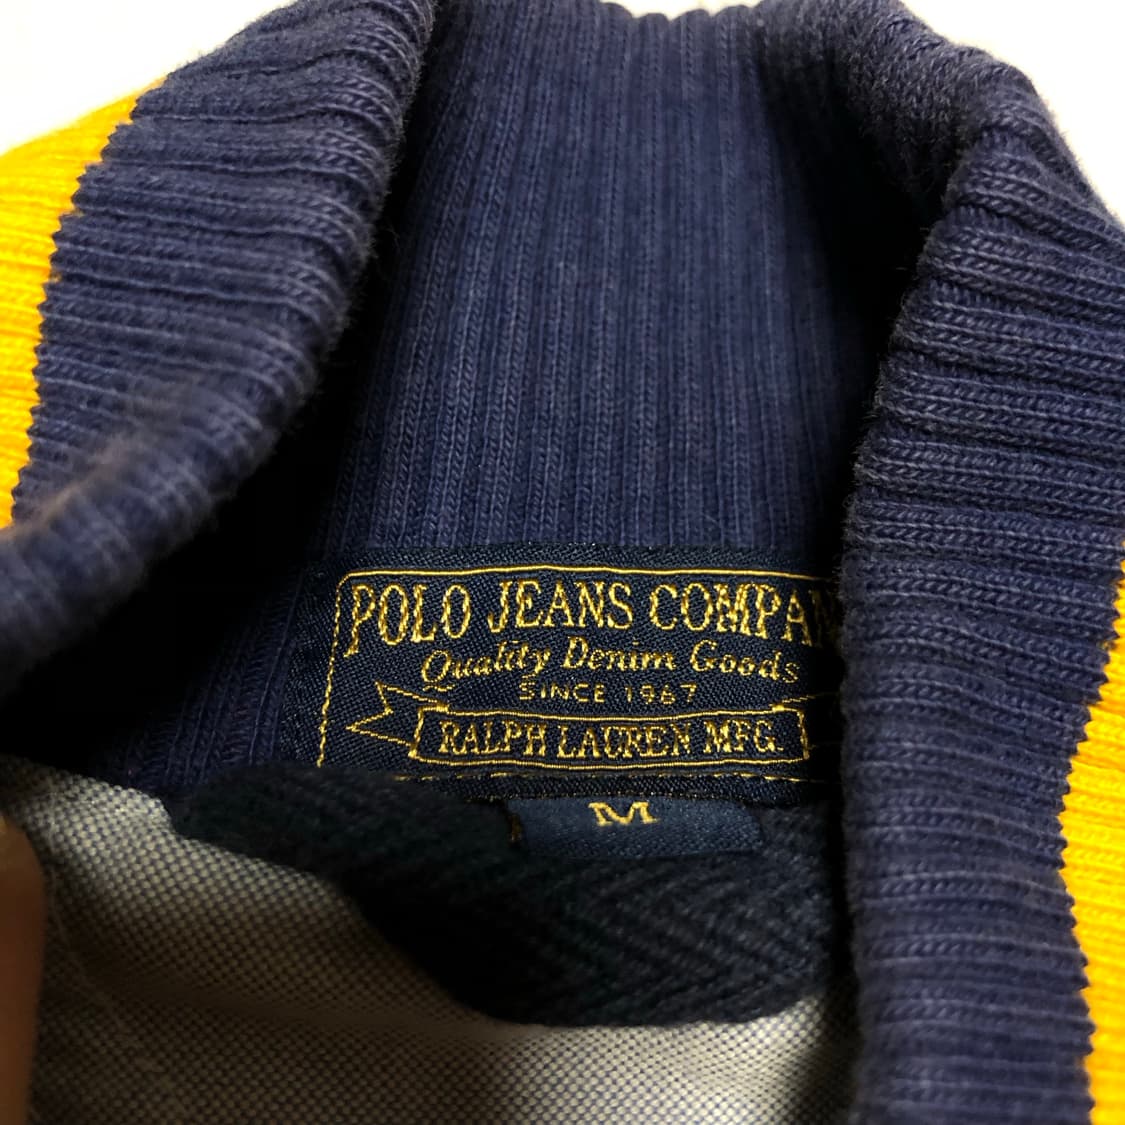 POLO JEANS COMPAN
Quality Denim Goods
SINCE 1967
RALPH LAUREN MFG.
M